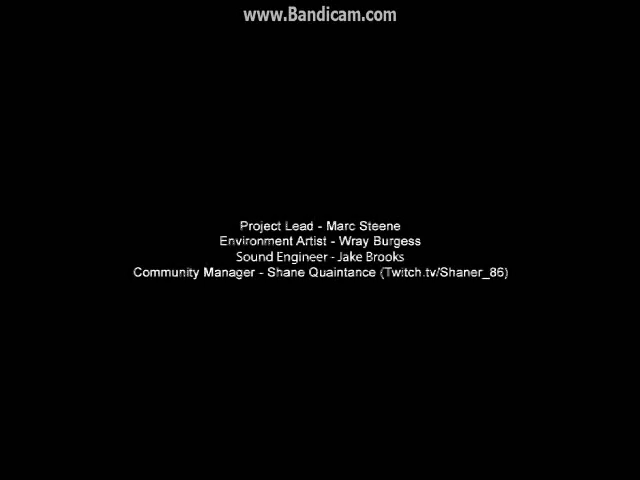 www.Bandicam.com
Project Lead - Marc Steene
Environment Artist - Wray Burgess
Sound Engineer - Jake Brooks
Community Manager - Shane Quaintance (Twitch.tv/Shaner_86)